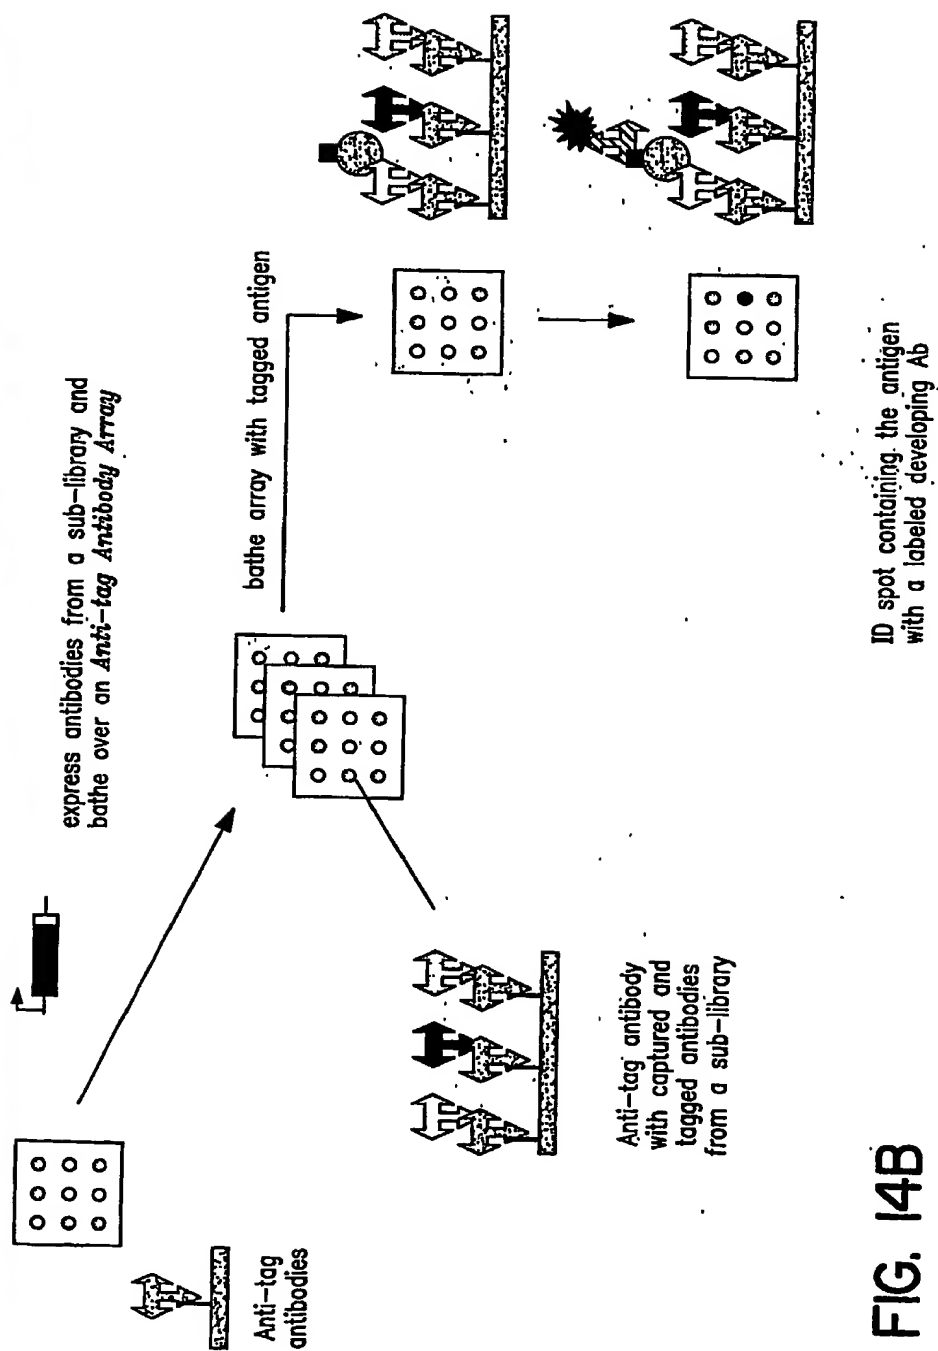 express antibodies from a sub-library and
bathe over an Anti-tag Antibody Array
Anti-tag
antibodies
bathe array with tagged antigen
Anti-tag antibody
with captured and
tagged antibodies
from a sub-library
ID spot containing the antigen
with a labeled developing Ab
FIG. 14B